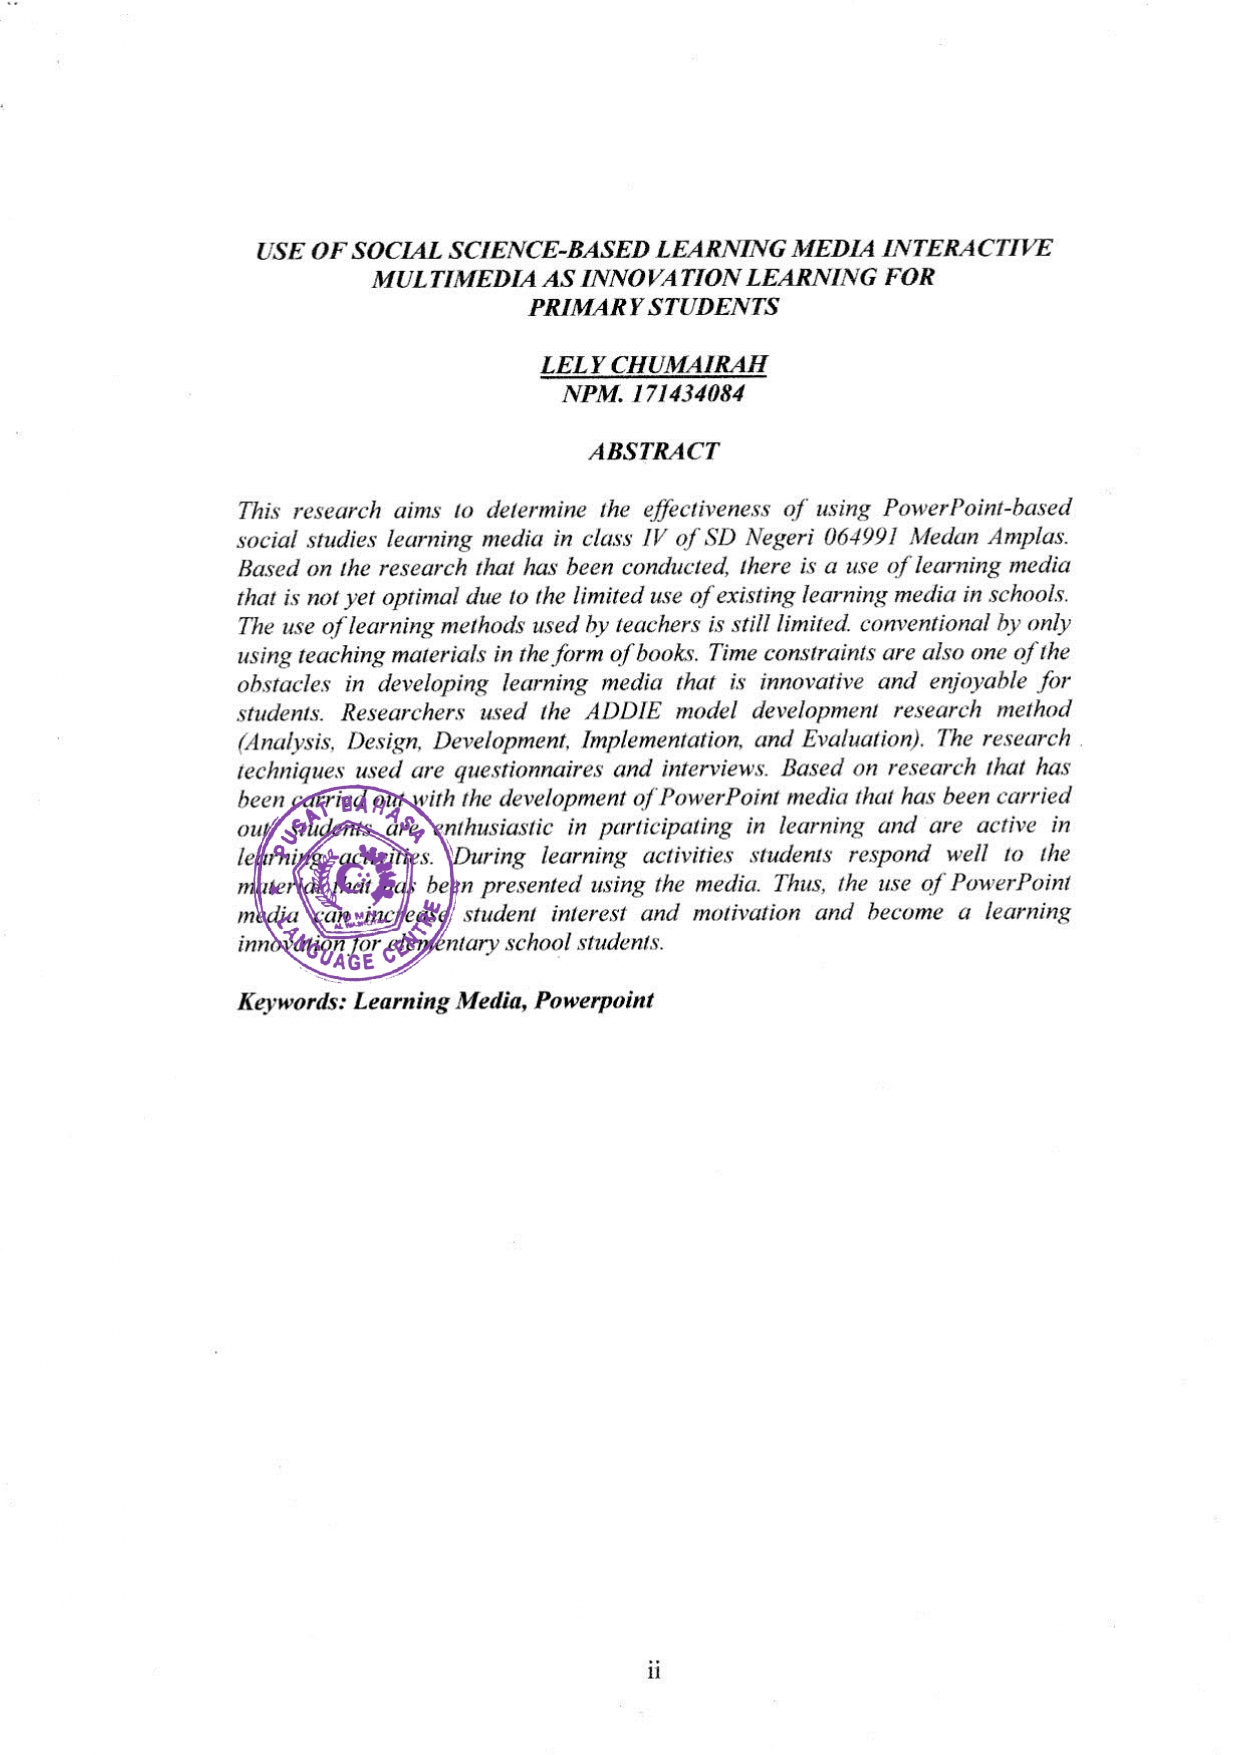 USE OF SOCIAL SCIENCE-BASED LEARNING MEDIA INTERACTIVE
MULTIMEDIA AS INNOVATION LEARNING FOR
PRIMARY STUDENTS
LELY CHUMAIRAH
NPM. 171434084
ABSTRACT
This research aims to determine the effectiveness of using PowerPoint-based
social studies learning media in class IV of SD Negeri 064991 Medan Amplas.
Based on the research that has been conducted, there is a use of learning media
that is not yet optimal due to the limited use of existing learning media in schools.
The use of learning methods used by teachers is still limited. conventional by only
using teaching materials in the form of books. Time constraints are also one of the
obstacles in developing learning media that is innovative and enjoyable for
students. Researchers used the ADDIE model development research method
(Analysis, Design, Development, Implementation, and Evaluation). The research
techniques used are questionnaires and interviews. Based on research that has
been carried out with the development of PowerPoint media that has been carried
out, students are enthusiastic in participating in learning and are active in
learning activities. During learning activities students respond well to the
material that has been presented using the media. Thus, the use of PowerPoint
media can increase student interest and motivation and become a learning
innovation for elementary school students.
PUSAT BAHASA
LANGUAGE CENTRE
Keywords: Learning Media, Powerpoint
ii